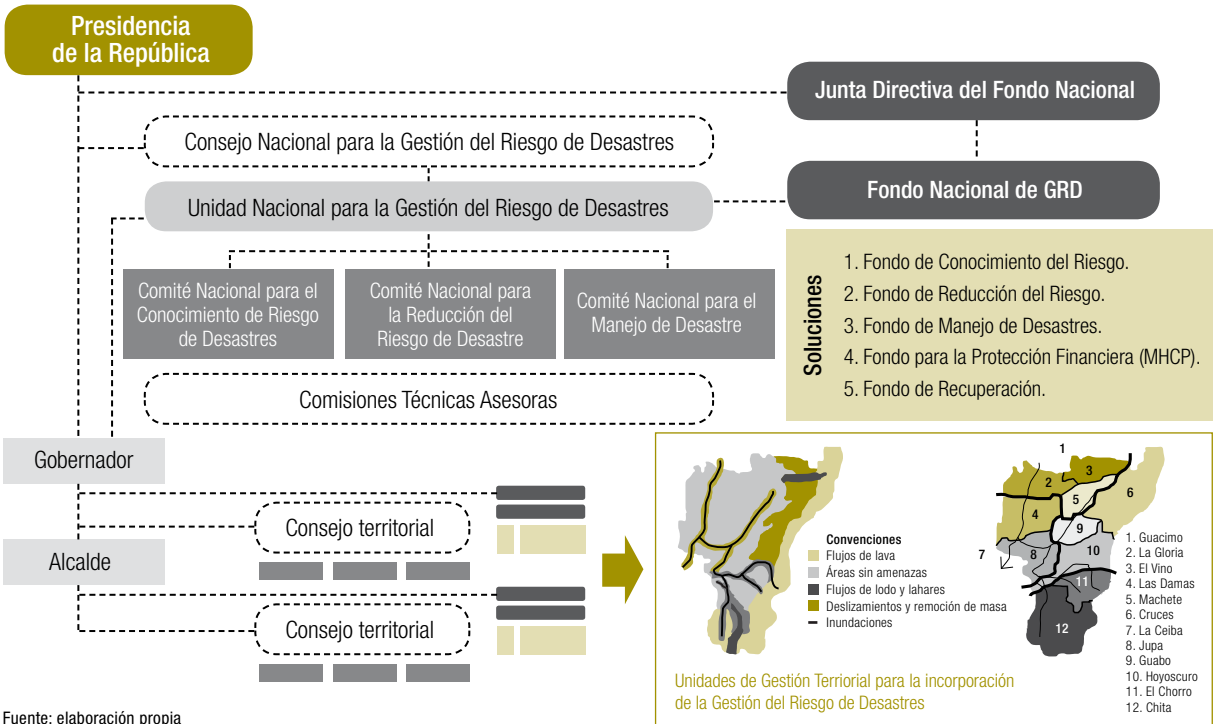 Presidencia
de la República
Junta Directiva del Fondo Nacional
Consejo Nacional para la Gestión del Riesgo de Desastres
Unidad Nacional para la Gestión del Riesgo de Desastres
Fondo Nacional de GRD
Comité Nacional para el
Conocimiento de Riesgo
de Desastres
Comité Nacional para
la Reducción del
Riesgo de Desastre
Comité Nacional para el
Manejo de Desastre
Soluciones
1. Fondo de Conocimiento del Riesgo.
2. Fondo de Reducción del Riesgo.
3. Fondo de Manejo de Desastres.
4. Fondo para la Protección Financiera (MHCP).
5. Fondo de Recuperación.
Comisiones Técnicas Asesoras
Gobernador
Consejo territorial
Alcalde
Consejo territorial
Convenciones
Flujos de lava
Áreas sin amenazas
Flujos de lodo y lahares
Deslizamientos y remoción de masa
Inundaciones
1
2
3
4
5
6
7
8
9
10
11
12
1. Guacimo
2. La Gloria
3. El Vino
4. Las Damas
5. Machete
6. Cruces
7. La Ceiba
8. Jupa
9. Guabo
10. Hoyoscuro
11. El Chorro
12. Chita
Unidades de Gestión Terriorial para la incorporación
de la Gestión del Riesgo de Desastres
Fuente: elaboración propia